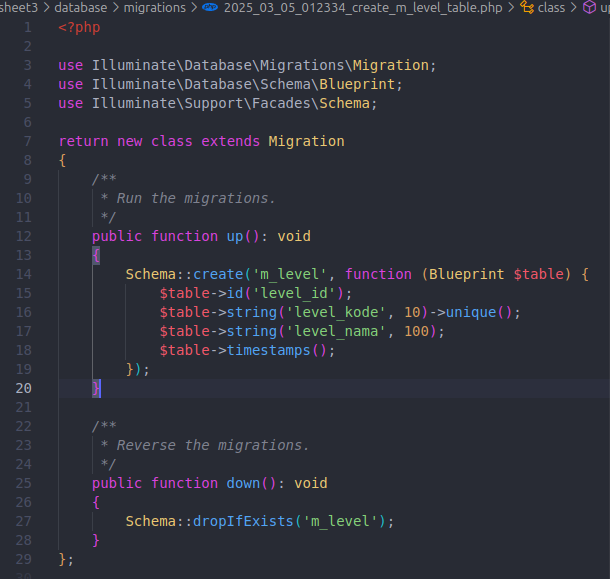 sheet3 > database > migrations > 2025_03_05_012334_create_m_level_table.php > class > up
1 <?php
2
3 use Illuminate\Database\Migrations\Migration;
4 use Illuminate\Database\Schema\Blueprint;
5 use Illuminate\Support\Facades\Schema;
6
7 return new class extends Migration
8 {
9     /**
10      * Run the migrations.
11      */
12     public function up(): void
13     {
14         Schema::create('m_level', function (Blueprint $table) {
15             $table->id('level_id');
16             $table->string('level_kode', 10)->unique();
17             $table->string('level_nama', 100);
18             $table->timestamps();
19         });
20     }
21
22     /**
23      * Reverse the migrations.
24      */
25     public function down(): void
26     {
27         Schema::dropIfExists('m_level');
28     }
29 };